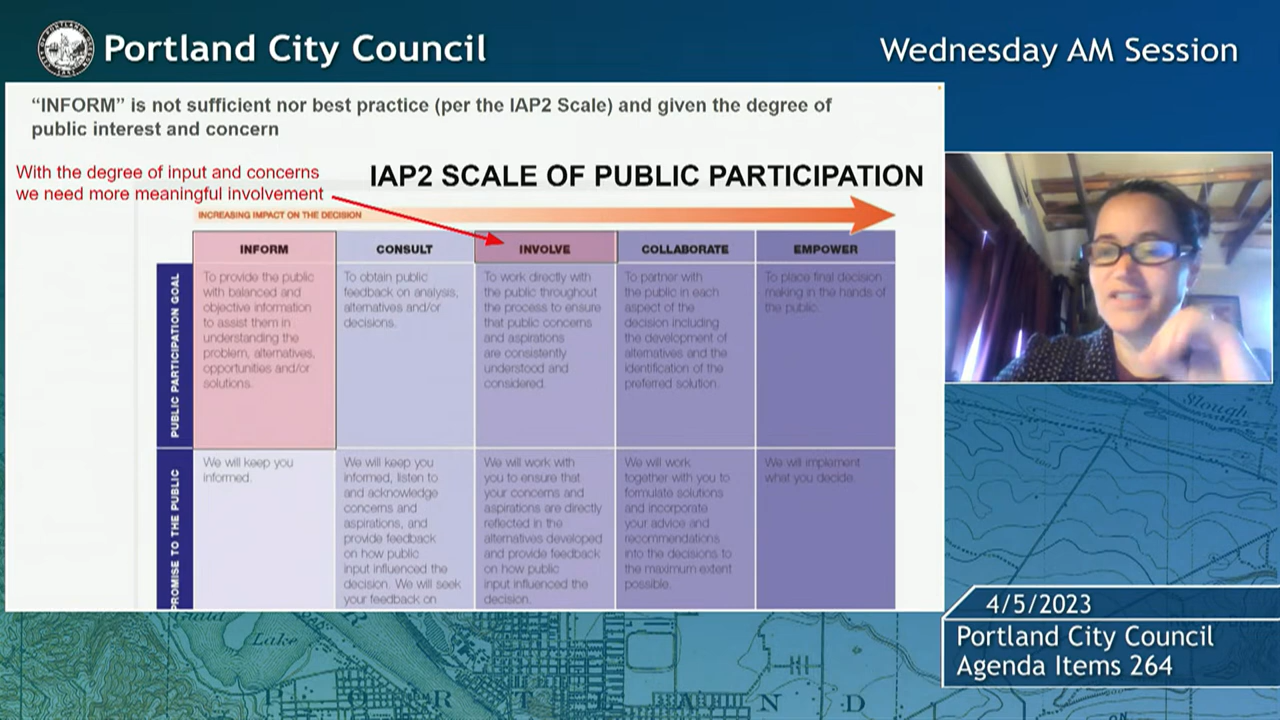 Portland City Council
Wednesday AM Session
“INFORM” is not sufficient nor best practice (per the IAP2 Scale) and given the degree of
public interest and concern
With the degree of input and concerns
we need more meaningful involvement
IAP2 SCALE OF PUBLIC PARTICIPATION
INCREASING IMPACT ON THE DECISION
INFORM
CONSULT
INVOLVE
COLLABORATE
EMPOWER
PUBLIC PARTICIPATION GOAL
To provide the public
with balanced and
objective information
to assist them in
understanding the
problem, alternatives,
opportunities and/or
solutions.
To obtain public
feedback on analysis,
alternatives and/or
decisions.
To work directly with
the public throughout
the process to ensure
that public concerns
and aspirations
are consistently
understood and
considered.
To partner with
the public in each
aspect of the
decision including
the development of
alternatives and the
identification of the
preferred solution.
To place final decision
making in the hands of
the public.
PROMISE TO THE PUBLIC
We will keep you
informed.
We will keep you
informed, listen to
and acknowledge
concerns and
aspirations, and
provide feedback
on how public
input influenced the
decision. We will seek
your feedback on
We will work with
you to ensure that
your concerns and
aspirations are directly
reflected in the
alternatives developed
and provide feedback
on how public
input influenced the
decision.
We will work
together with you to
formulate solutions
and incorporate
your advice and
recommendations
into the decisions to
the maximum extent
possible.
We will implement
what you decide.
Slough
4/5/2023
Portland City Council
Agenda Items 264
Guild
Lake
R T L A N D